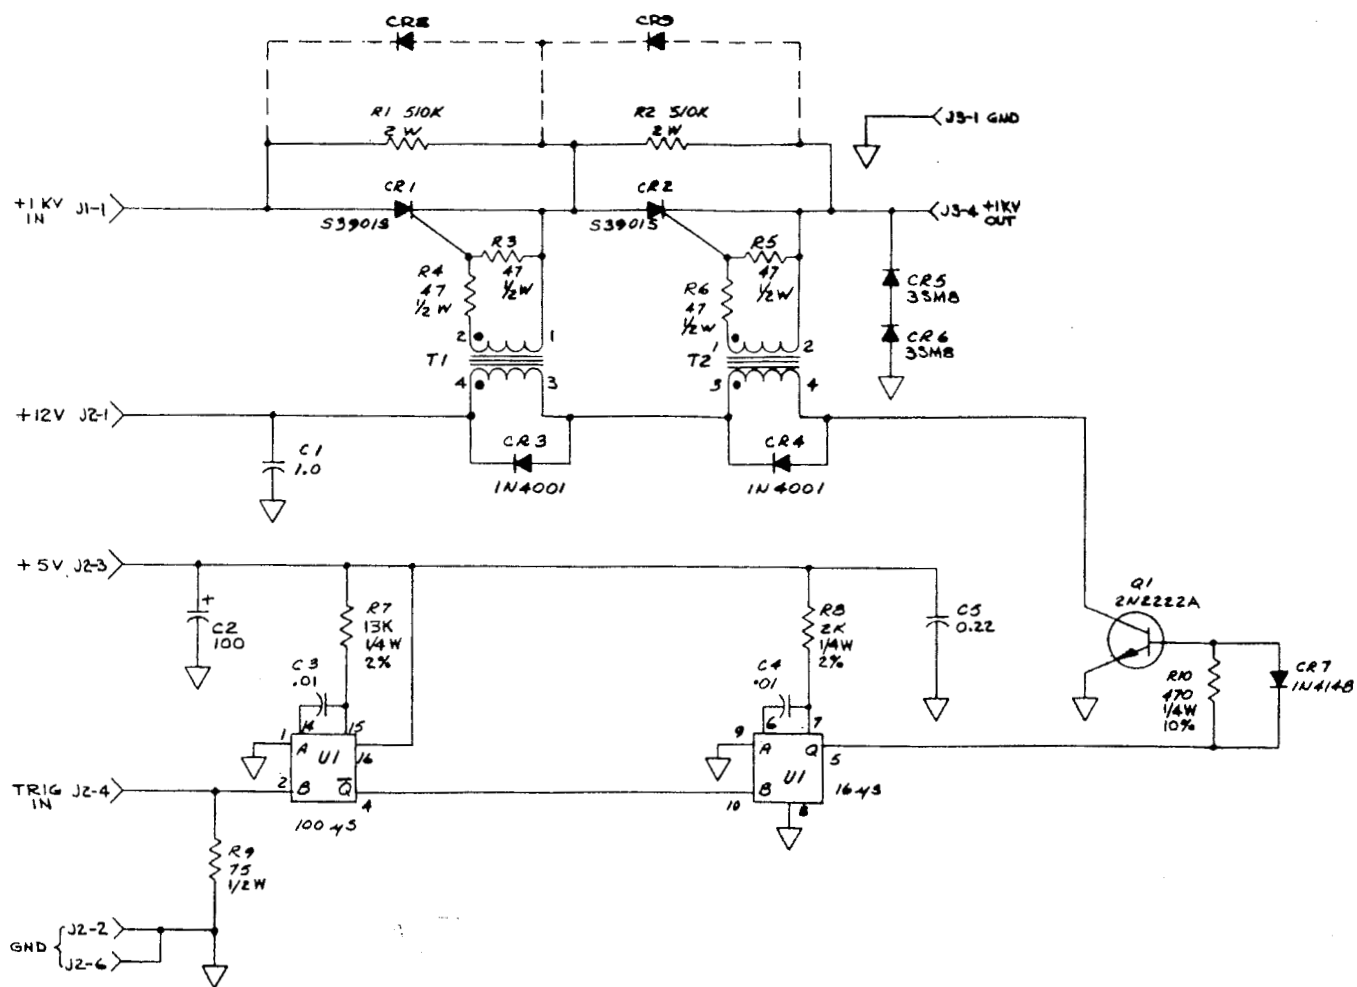 CR8
CR9
R1 510K
2 W
R2 510K
2 W
J3-1 GND
+1KV
IN
J1-1
CR1
S3901S
CR2
S3901S
J3-4 +1KV
OUT
R3
47
1/2W
R4
47
1/2W
R5
47
1/2W
R6
47
1/2W
CR5
3SM8
CR6
3SM8
2
1
T1
4
3
1
2
T2
3
4
+12V J2-1
C1
1.0
CR3
1N4001
CR4
1N4001
+5V J2-3
+
C2
100
R7
13K
1/4W
2%
C3
.01
R8
2K
1/4W
2%
C4
.01
C5
0.22
Q1
2N2222A
R10
470
1/4W
10%
CR7
1N4148
14
15
1
A
U1
16
2
B
Q̅
4
100 μS
6
7
9
A
Q
5
U1
10
B
8
16 μS
TRIG
IN
J2-4
R9
75
1/2W
GND
J2-2
J2-6